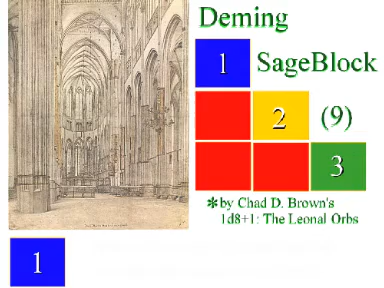 Deming
1 SageBlock
2 (9)
3
*by Chad D. Brown's
1d8+1: The Leonal Orbs
1